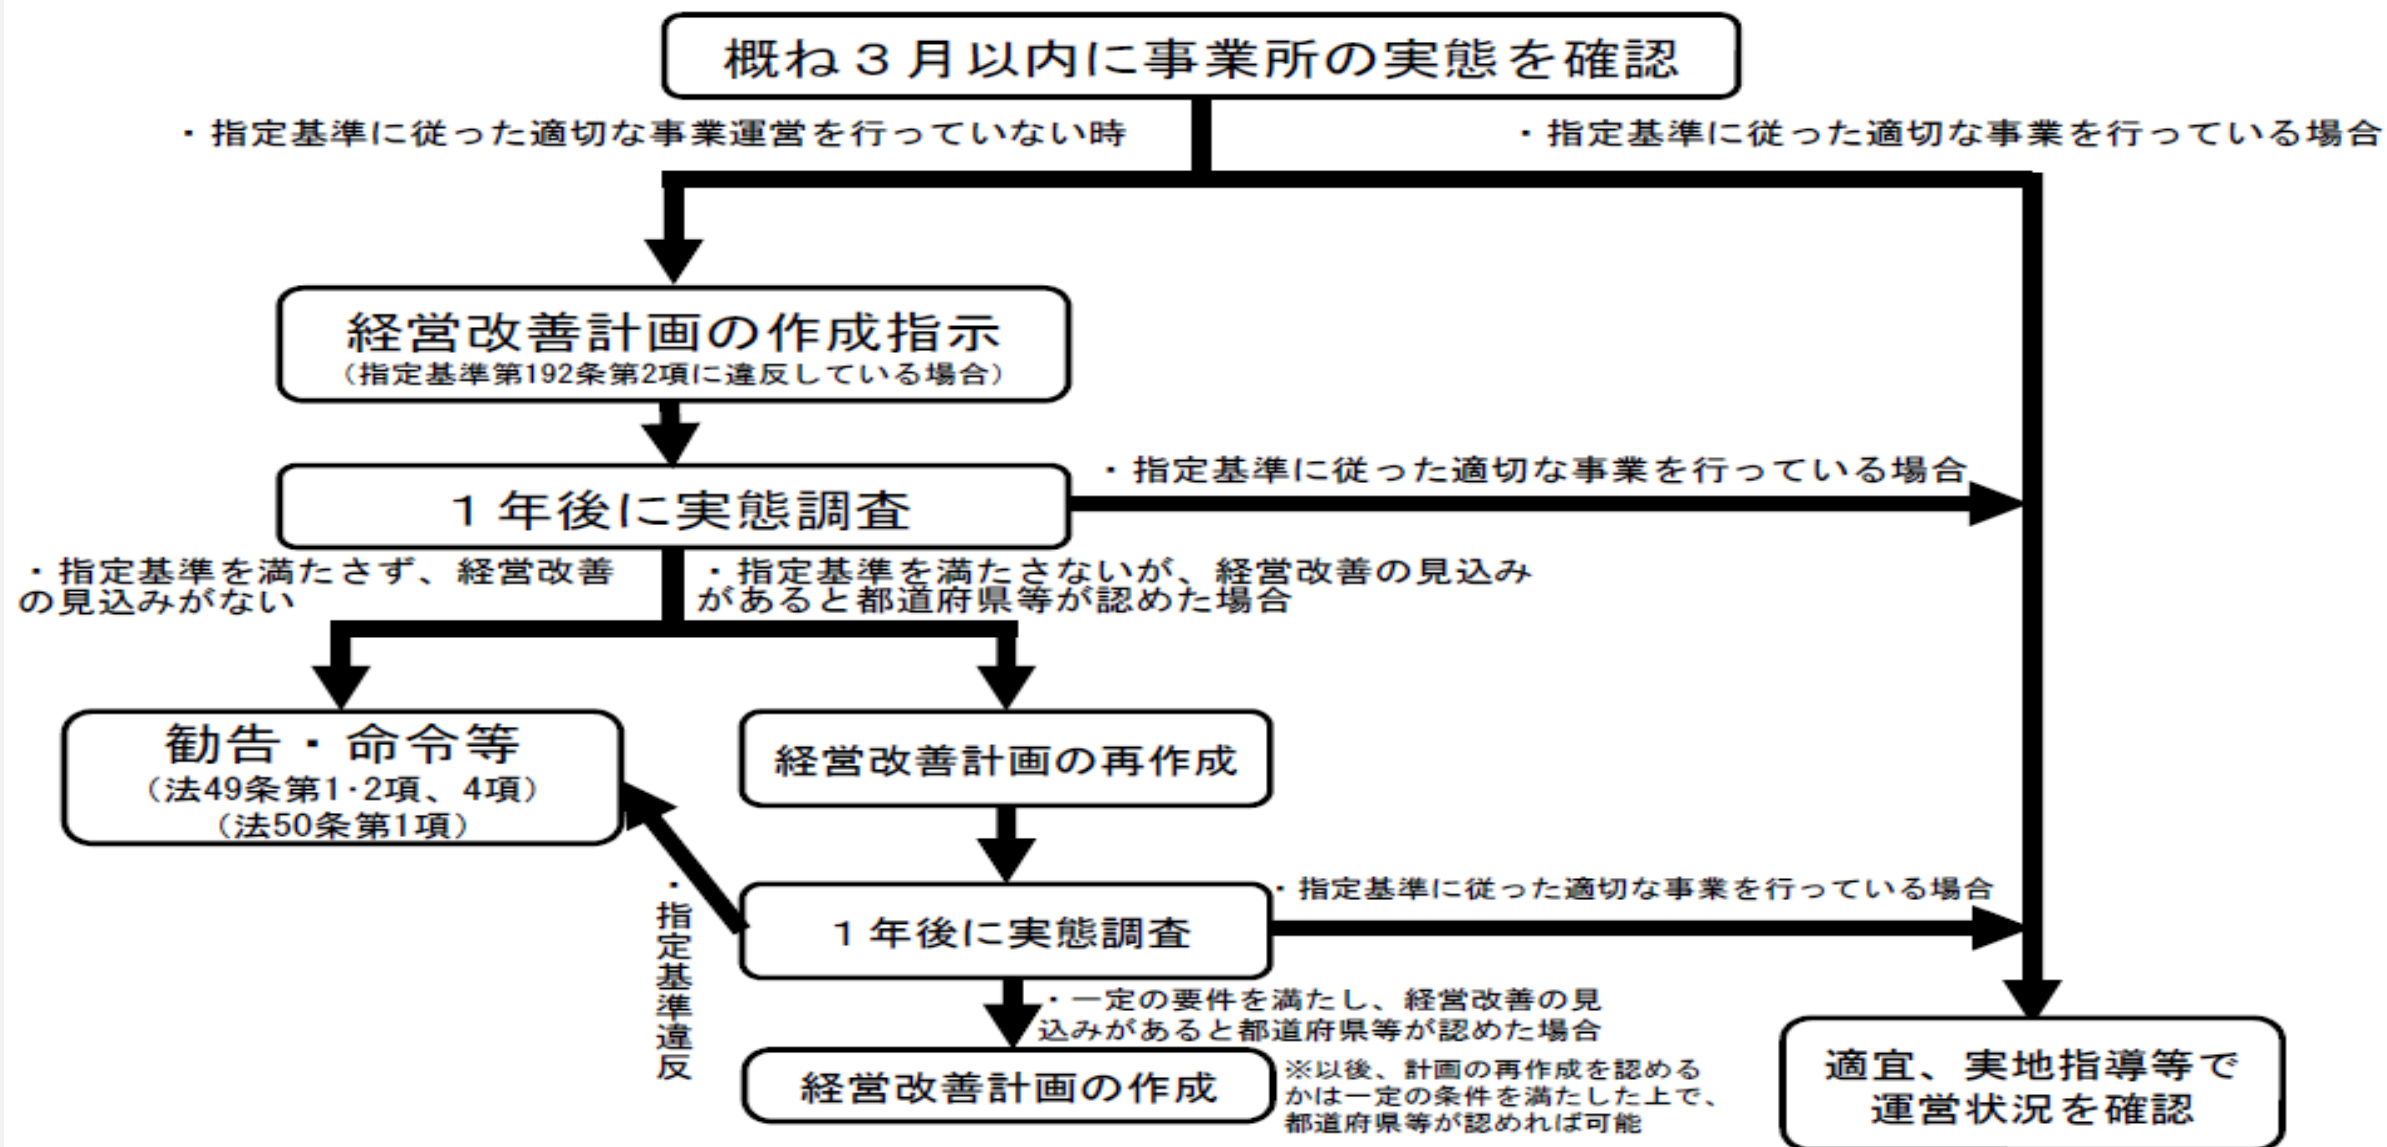 概ね３月以内に事業所の実態を確認
・指定基準に従った適切な事業運営を行っていない時
・指定基準に従った適切な事業を行っている場合
経営改善計画の作成指示
（指定基準第192条第2項に違反している場合）
１年後に実態調査
・指定基準に従った適切な事業を行っている場合
・指定基準を満たさず、経営改善
の見込みがない
・指定基準を満たさないが、経営改善の見込み
があると都道府県等が認めた場合
勧告・命令等
（法49条第1･2項、4項）
（法50条第1項）
経営改善計画の再作成
・指定基準違反
１年後に実態調査
・指定基準に従った適切な事業を行っている場合
・一定の要件を満たし、経営改善の見
込みがあると都道府県等が認めた場合
経営改善計画の作成
※以後、計画の再作成を認める
かは一定の条件を満たした上で、
都道府県等が認めれば可能
適宜、実地指導等で
運営状況を確認